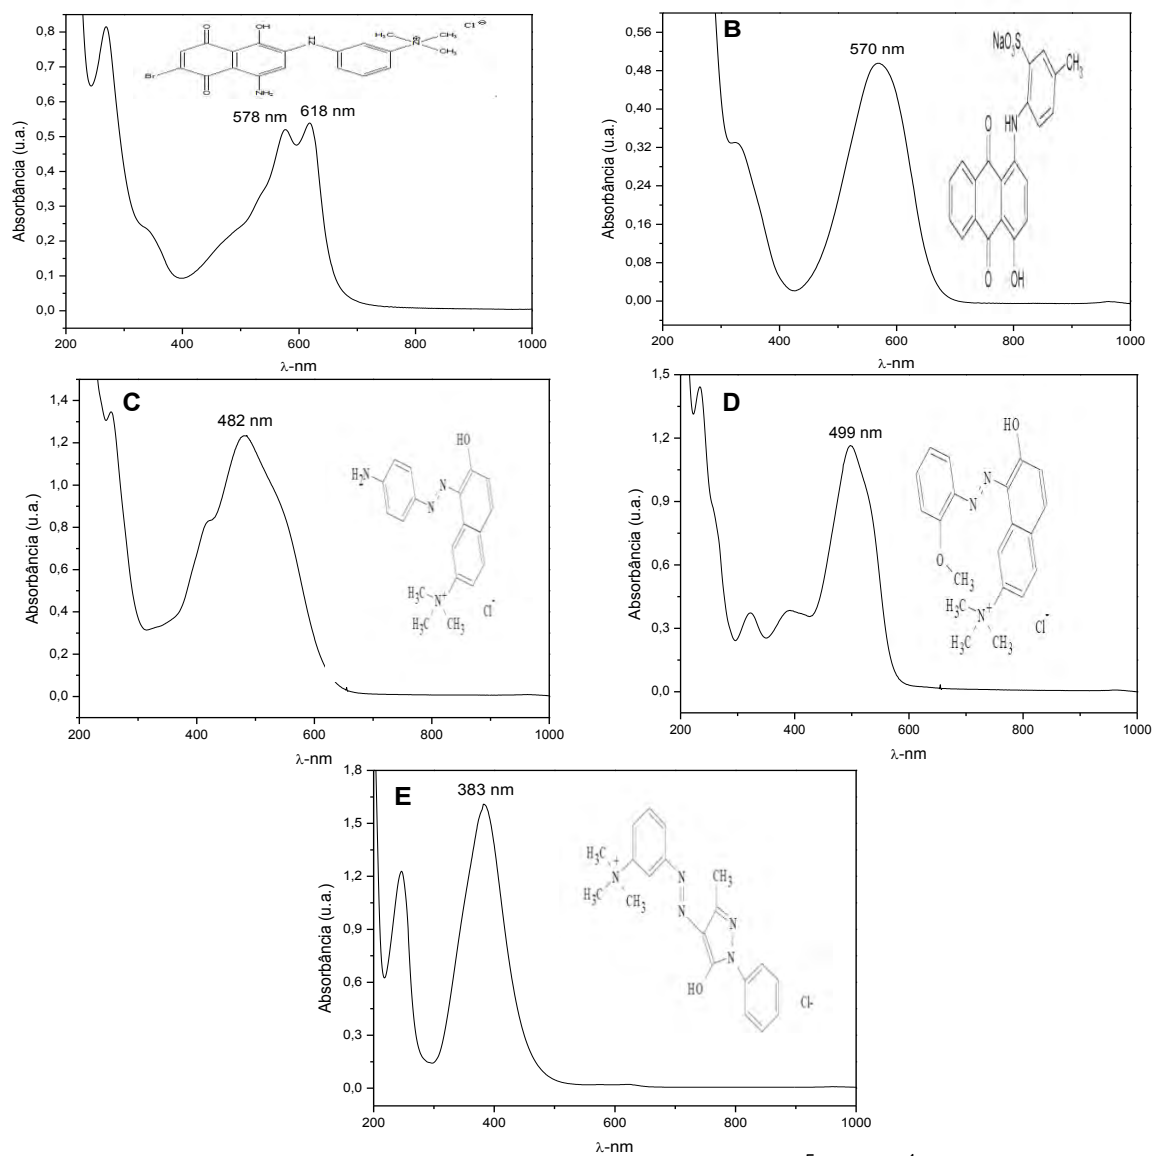 0,8
0,7
0,6
0,5
0,4
0,3
0,2
0,1
0,0
Absorbância (u.a.)
200 400 600 800 1000
λ-nm
578 nm
618 nm
O OH
HN
Br
O NH₂
H₃C N⊕ CH₃
CH₃
Cl⊖
B
0,56
0,48
0,40
0,32
0,24
0,16
0,08
0,00
Absorbância (u.a.)
200 400 600 800 1000
λ-nm
570 nm
NaO₃S
CH₃
O HN
O OH
C
1,4
1,2
1,0
0,8
0,6
0,4
0,2
0,0
Absorbância (u.a.)
200 400 600 800 1000
λ-nm
482 nm
HO
H₂N
N
N
H₃C N⁺
H₃C CH₃
Cl⁻
D
1,5
1,2
0,9
0,6
0,3
0,0
Absorbância (u.a.)
200 400 600 800 1000
λ-nm
499 nm
HO
N
N
O
CH₃
H₃C N⁺
H₃C CH₃
Cl⁻
E
1,8
1,5
1,2
0,9
0,6
0,3
0,0
Absorbância (u.a.)
200 400 600 800 1000
λ-nm
383 nm
H₃C
N⁺
H₃C CH₃
N
N
CH₃
N
N
HO
Cl-